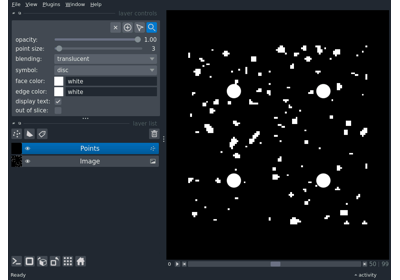 File View Plugins Window Help
layer controls
opacity: 1.00
point size: 3
blending: translucent
symbol: disc
face color: white
edge color: white
display text:
out of slice:
layer list
Points
Image
50 99
Ready
activity